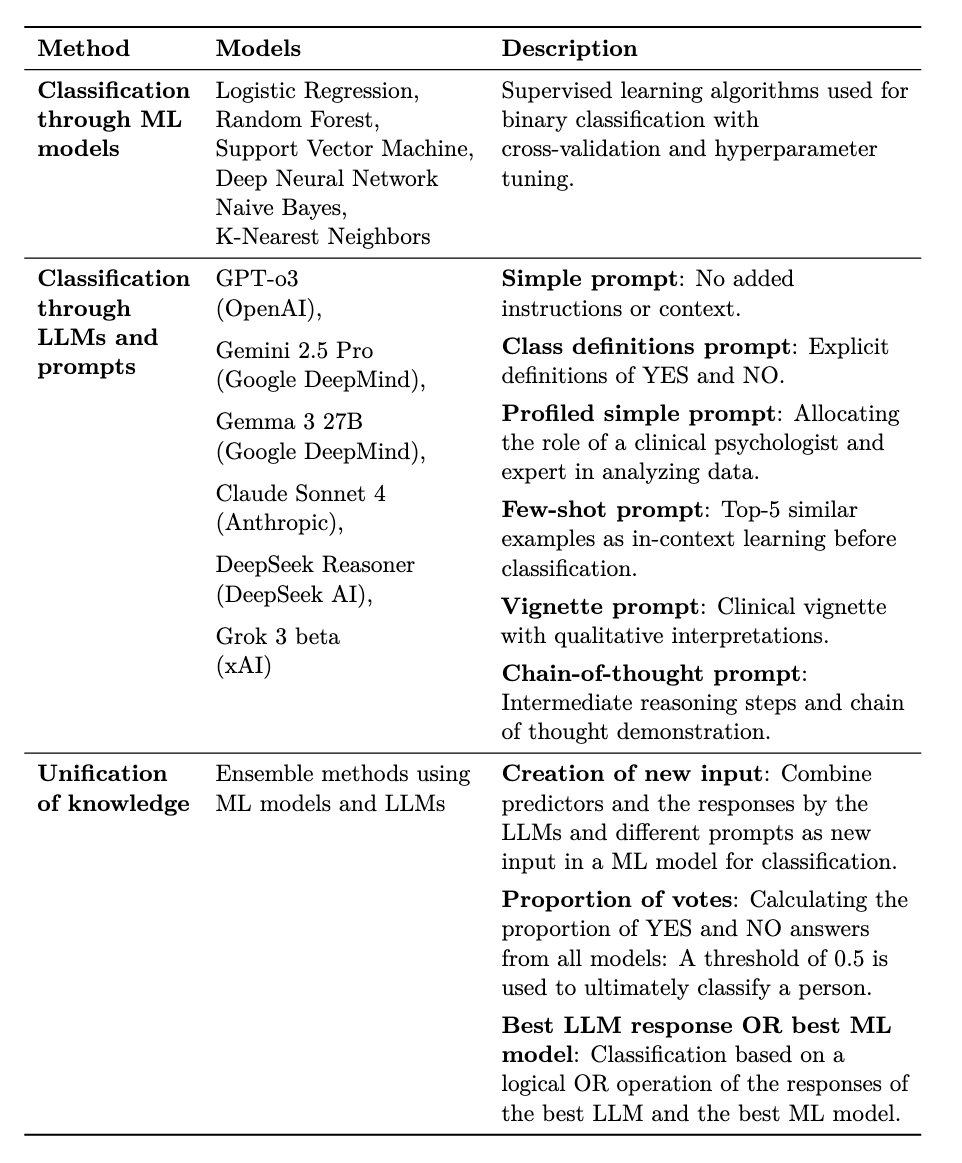 Method Models Description
Classification
through ML
models
Logistic Regression,
Random Forest,
Support Vector Machine,
Deep Neural Network
Naive Bayes,
K-Nearest Neighbors
Supervised learning algorithms used for
binary classification with
cross-validation and hyperparameter
tuning.
Classification
through
LLMs and
prompts
GPT-o3
(OpenAI),
Gemini 2.5 Pro
(Google DeepMind),
Gemma 3 27B
(Google DeepMind),
Claude Sonnet 4
(Anthropic),
DeepSeek Reasoner
(DeepSeek AI),
Grok 3 beta
(xAI)
Simple prompt: No added
instructions or context.
Class definitions prompt: Explicit
definitions of YES and NO.
Profiled simple prompt: Allocating
the role of a clinical psychologist and
expert in analyzing data.
Few-shot prompt: Top-5 similar
examples as in-context learning before
classification.
Vignette prompt: Clinical vignette
with qualitative interpretations.
Chain-of-thought prompt:
Intermediate reasoning steps and chain
of thought demonstration.
Unification
of knowledge
Ensemble methods using
ML models and LLMs
Creation of new input: Combine
predictors and the responses by the
LLMs and different prompts as new
input in a ML model for classification.
Proportion of votes: Calculating the
proportion of YES and NO answers
from all models: A threshold of 0.5 is
used to ultimately classify a person.
Best LLM response OR best ML
model: Classification based on a
logical OR operation of the responses of
the best LLM and the best ML model.